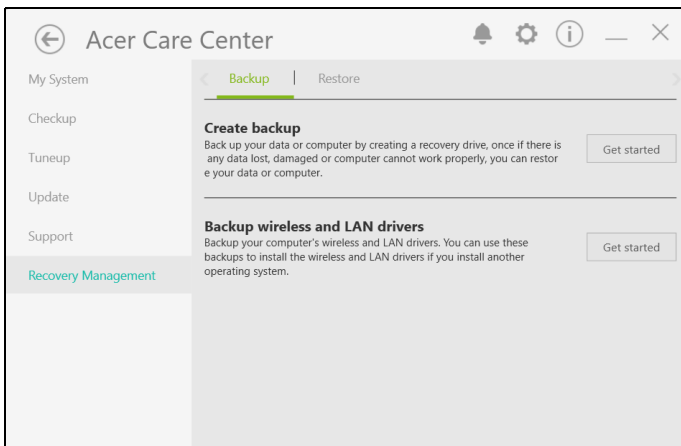 Acer Care Center
My System
Checkup
Tuneup
Update
Support
Recovery Management
Backup | Restore
Create backup
Back up your data or computer by creating a recovery drive, once if there is
any data lost, damaged or computer cannot work properly, you can restor
e your data or computer.
Get started
Backup wireless and LAN drivers
Backup your computer's wireless and LAN drivers. You can use these
backups to install the wireless and LAN drivers if you install another
operating system.
Get started